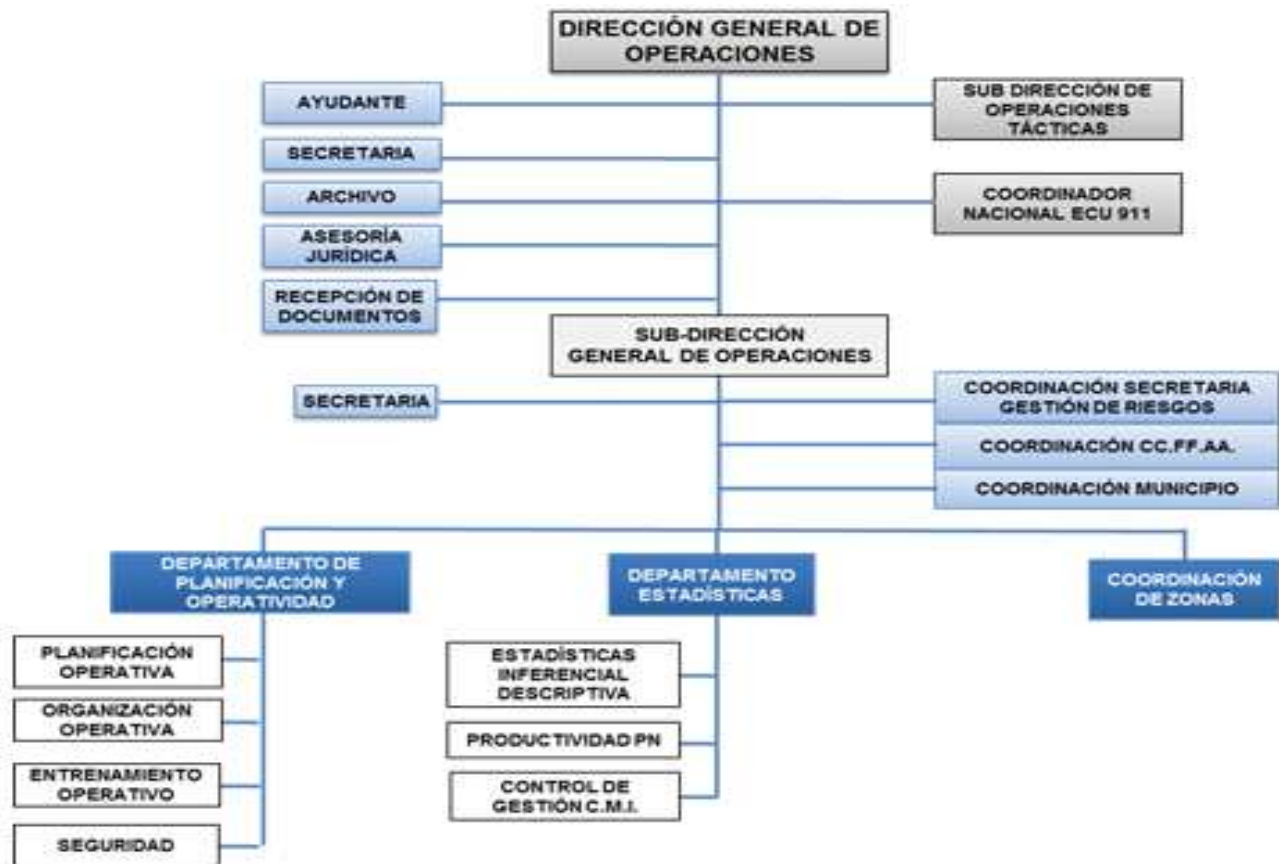 DIRECCIÓN GENERAL DE
OPERACIONES
AYUDANTE
SUB DIRECCIÓN DE
OPERACIONES
TÁCTICAS
SECRETARIA
ARCHIVO
COORDINADOR
NACIONAL ECU 911
ASESORÍA
JURÍDICA
RECEPCIÓN DE
DOCUMENTOS
SUB-DIRECCIÓN
GENERAL DE OPERACIONES
SECRETARIA
COORDINACIÓN SECRETARIA
GESTIÓN DE RIESGOS
COORDINACIÓN CC.FF.AA.
COORDINACIÓN MUNICIPIO
DEPARTAMENTO DE
PLANIFICACIÓN Y
OPERATIVIDAD
DEPARTAMENTO
ESTADÍSTICAS
COORDINACIÓN
DE ZONAS
PLANIFICACIÓN
OPERATIVA
ORGANIZACIÓN
OPERATIVA
ENTRENAMIENTO
OPERATIVO
SEGURIDAD
ESTADÍSTICAS
INFERENCIAL
DESCRIPTIVA
PRODUCTIVIDAD PN
CONTROL DE
GESTIÓN C.M.I.